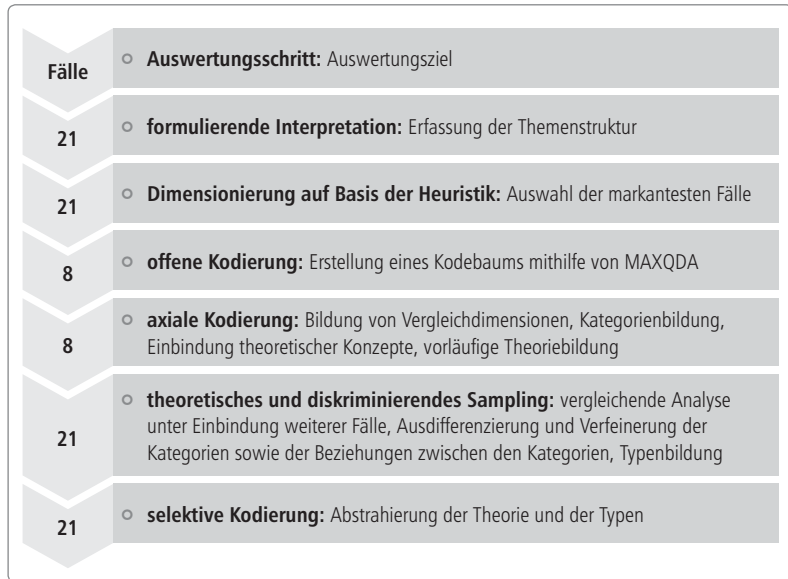 Fälle
Auswertungsschritt: Auswertungsziel
21
formulierende Interpretation: Erfassung der Themenstruktur
21
Dimensionierung auf Basis der Heuristik: Auswahl der markantesten Fälle
8
offene Kodierung: Erstellung eines Kodebaums mithilfe von MAXQDA
8
axiale Kodierung: Bildung von Vergleichdimensionen, Kategorienbildung,
Einbindung theoretischer Konzepte, vorläufige Theoriebildung
21
theoretisches und diskriminierendes Sampling: vergleichende Analyse
unter Einbindung weiterer Fälle, Ausdifferenzierung und Verfeinerung der
Kategorien sowie der Beziehungen zwischen den Kategorien, Typenbildung
21
selektive Kodierung: Abstrahierung der Theorie und der Typen